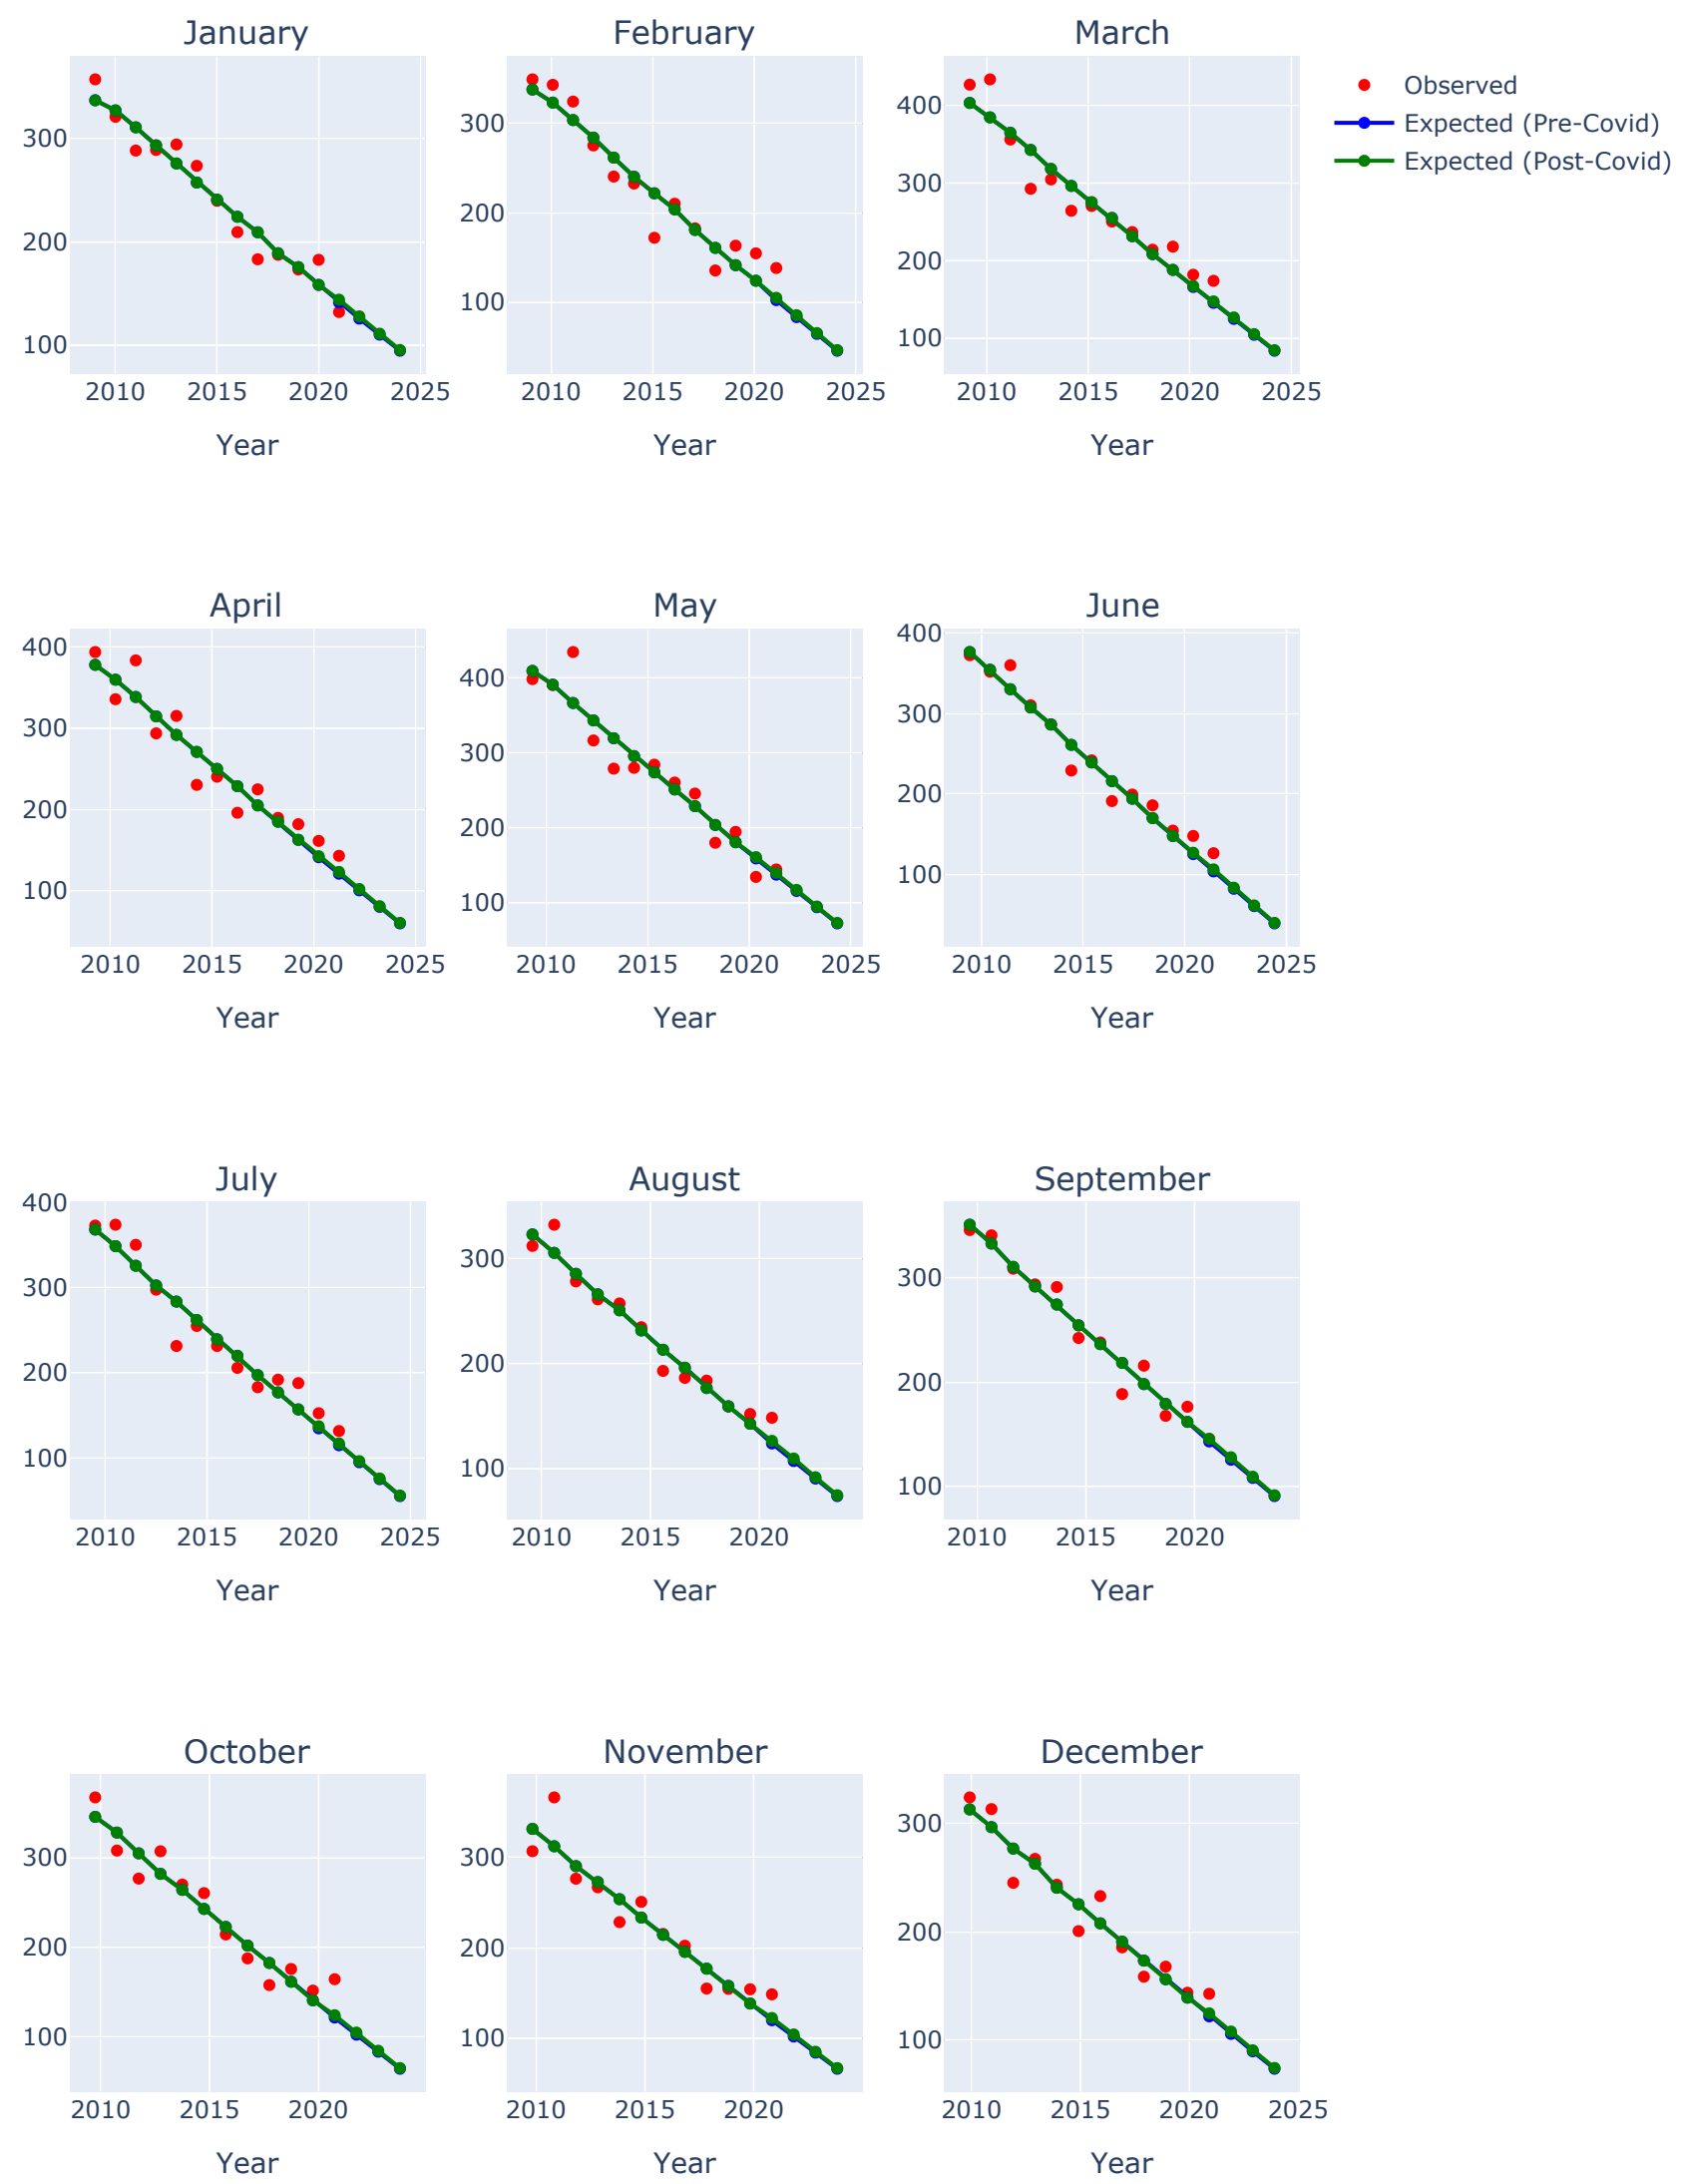 January February March
Observed
Expected (Pre-Covid)
Expected (Post-Covid)
300
200
100
2010 2015 2020 2025
Year
300
200
100
2010 2015 2020 2025
Year
400
300
200
100
2010 2015 2020 2025
Year
April May June
400
300
200
100
2010 2015 2020 2025
Year
400
300
200
100
2010 2015 2020 2025
Year
400
300
200
100
2010 2015 2020 2025
Year
July August September
400
300
200
100
2010 2015 2020 2025
Year
300
200
100
2010 2015 2020
Year
300
200
100
2010 2015 2020
Year
October November December
300
200
100
2010 2015 2020
Year
300
200
100
2010 2015 2020
Year
300
200
100
2010 2015 2020 2025
Year